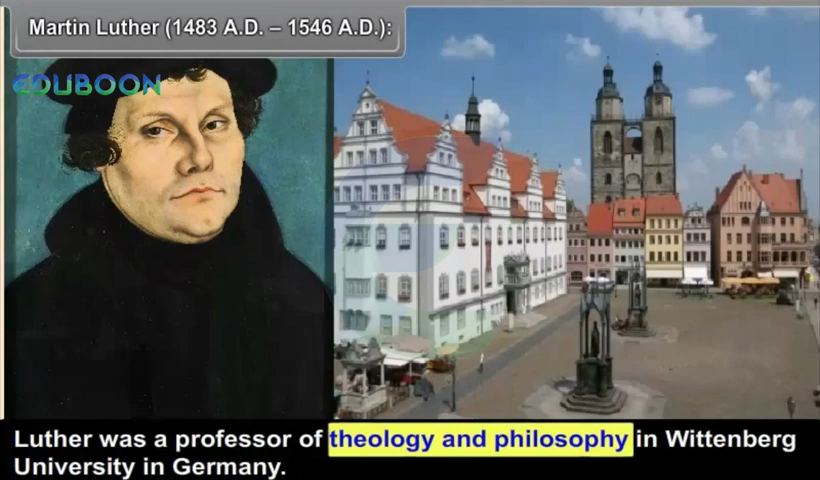 Martin Luther (1483 A.D. – 1546 A.D.):
EDUBOON
Luther was a professor of theology and philosophy in Wittenberg
University in Germany.